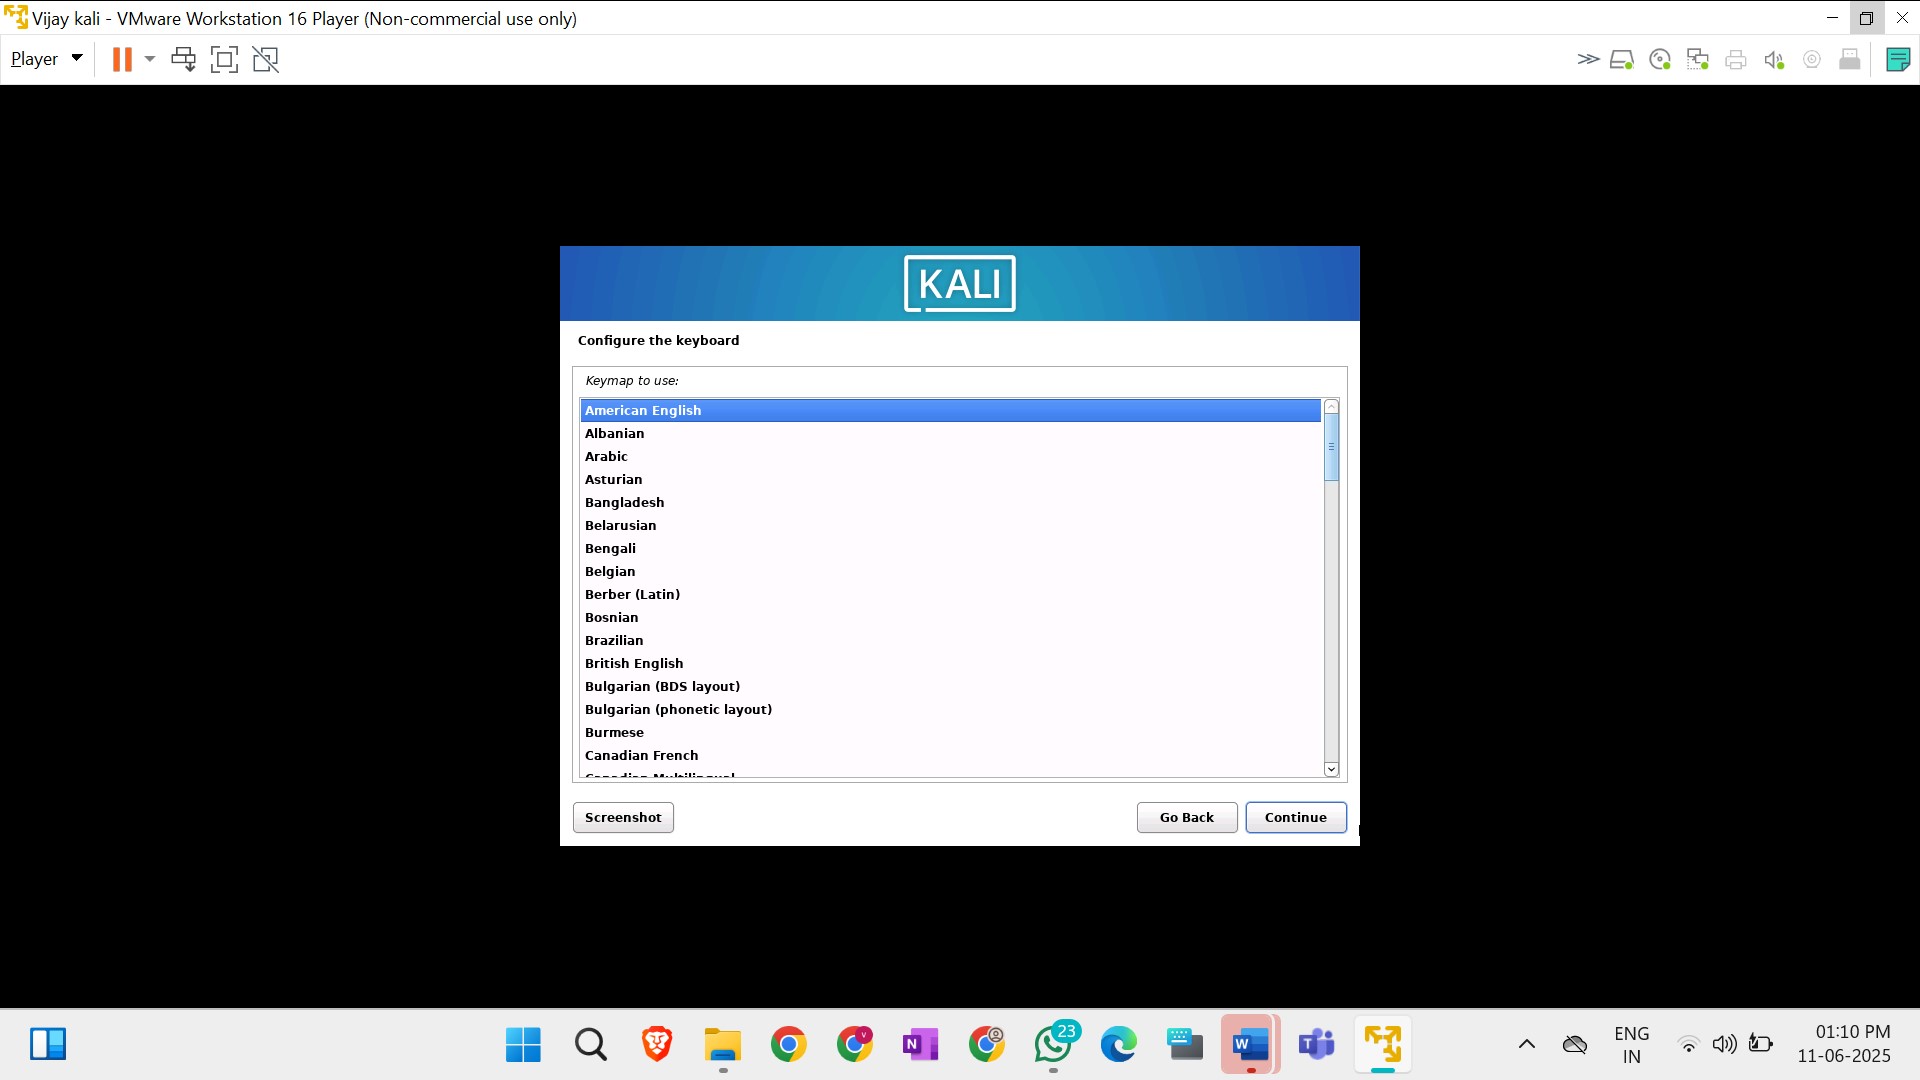 Vijay kali - VMware Workstation 16 Player (Non-commercial use only)
Player
KALI
Configure the keyboard
Keymap to use:
American English
Albanian
Arabic
Asturian
Bangladesh
Belarusian
Bengali
Belgian
Berber (Latin)
Bosnian
Brazilian
British English
Bulgarian (BDS layout)
Bulgarian (phonetic layout)
Burmese
Canadian French
Canadian Multilingual
Screenshot
Go Back
Continue
V
N
23
W
T
ENG
IN
01:10 PM
11-06-2025